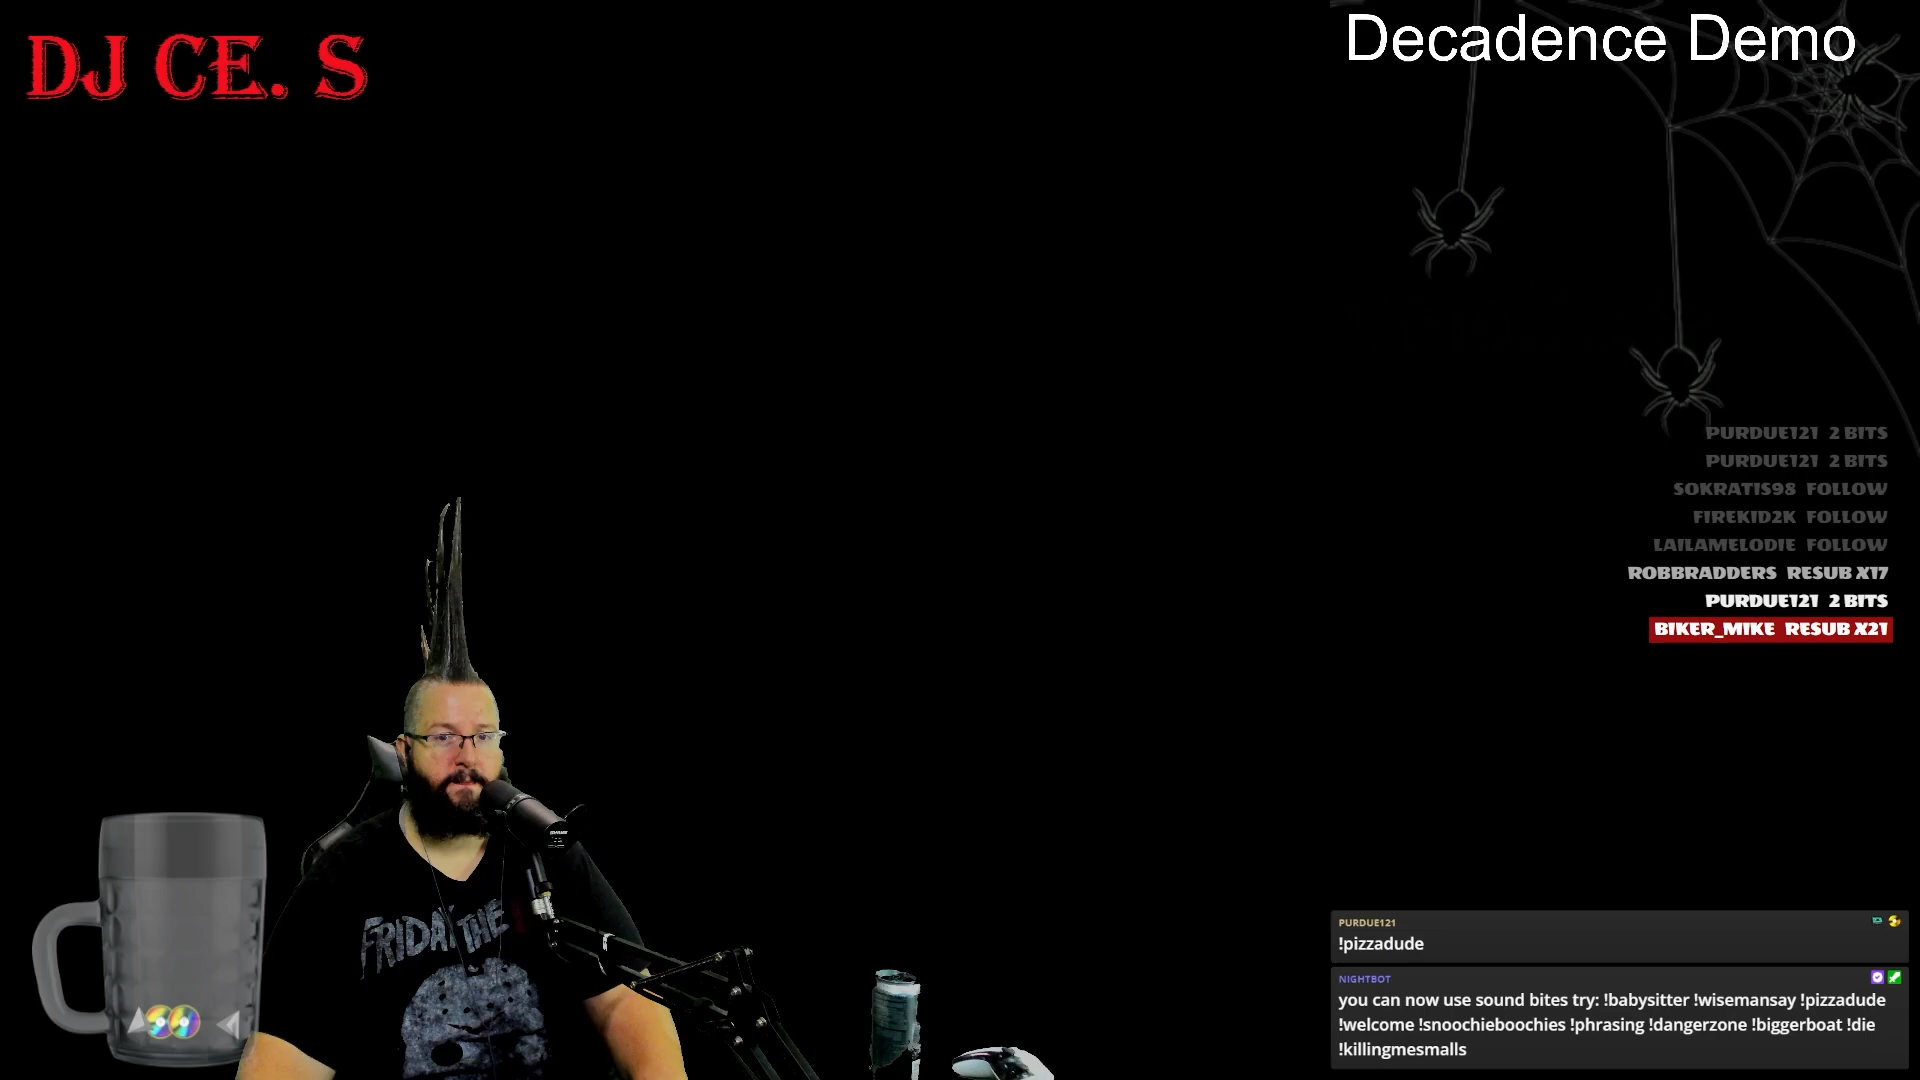 DJ CE. S
Decadence Demo
PURDUE121 2 BITS
PURDUE121 2 BITS
SOKRATIS98 FOLLOW
FIREKID2K FOLLOW
LAILAMELODIE FOLLOW
ROBBRADDERS RESUB X17
PURDUE121 2 BITS
BIKER_MIKE RESUB X21
FRIDAY THE
PURDUE121
!pizzadude
NIGHTBOT
you can now use sound bites try: !babysitter !wisemansay !pizzadude
!welcome !snoochieboochies !phrasing !dangerzone !biggerboat !die
!killingmesmalls